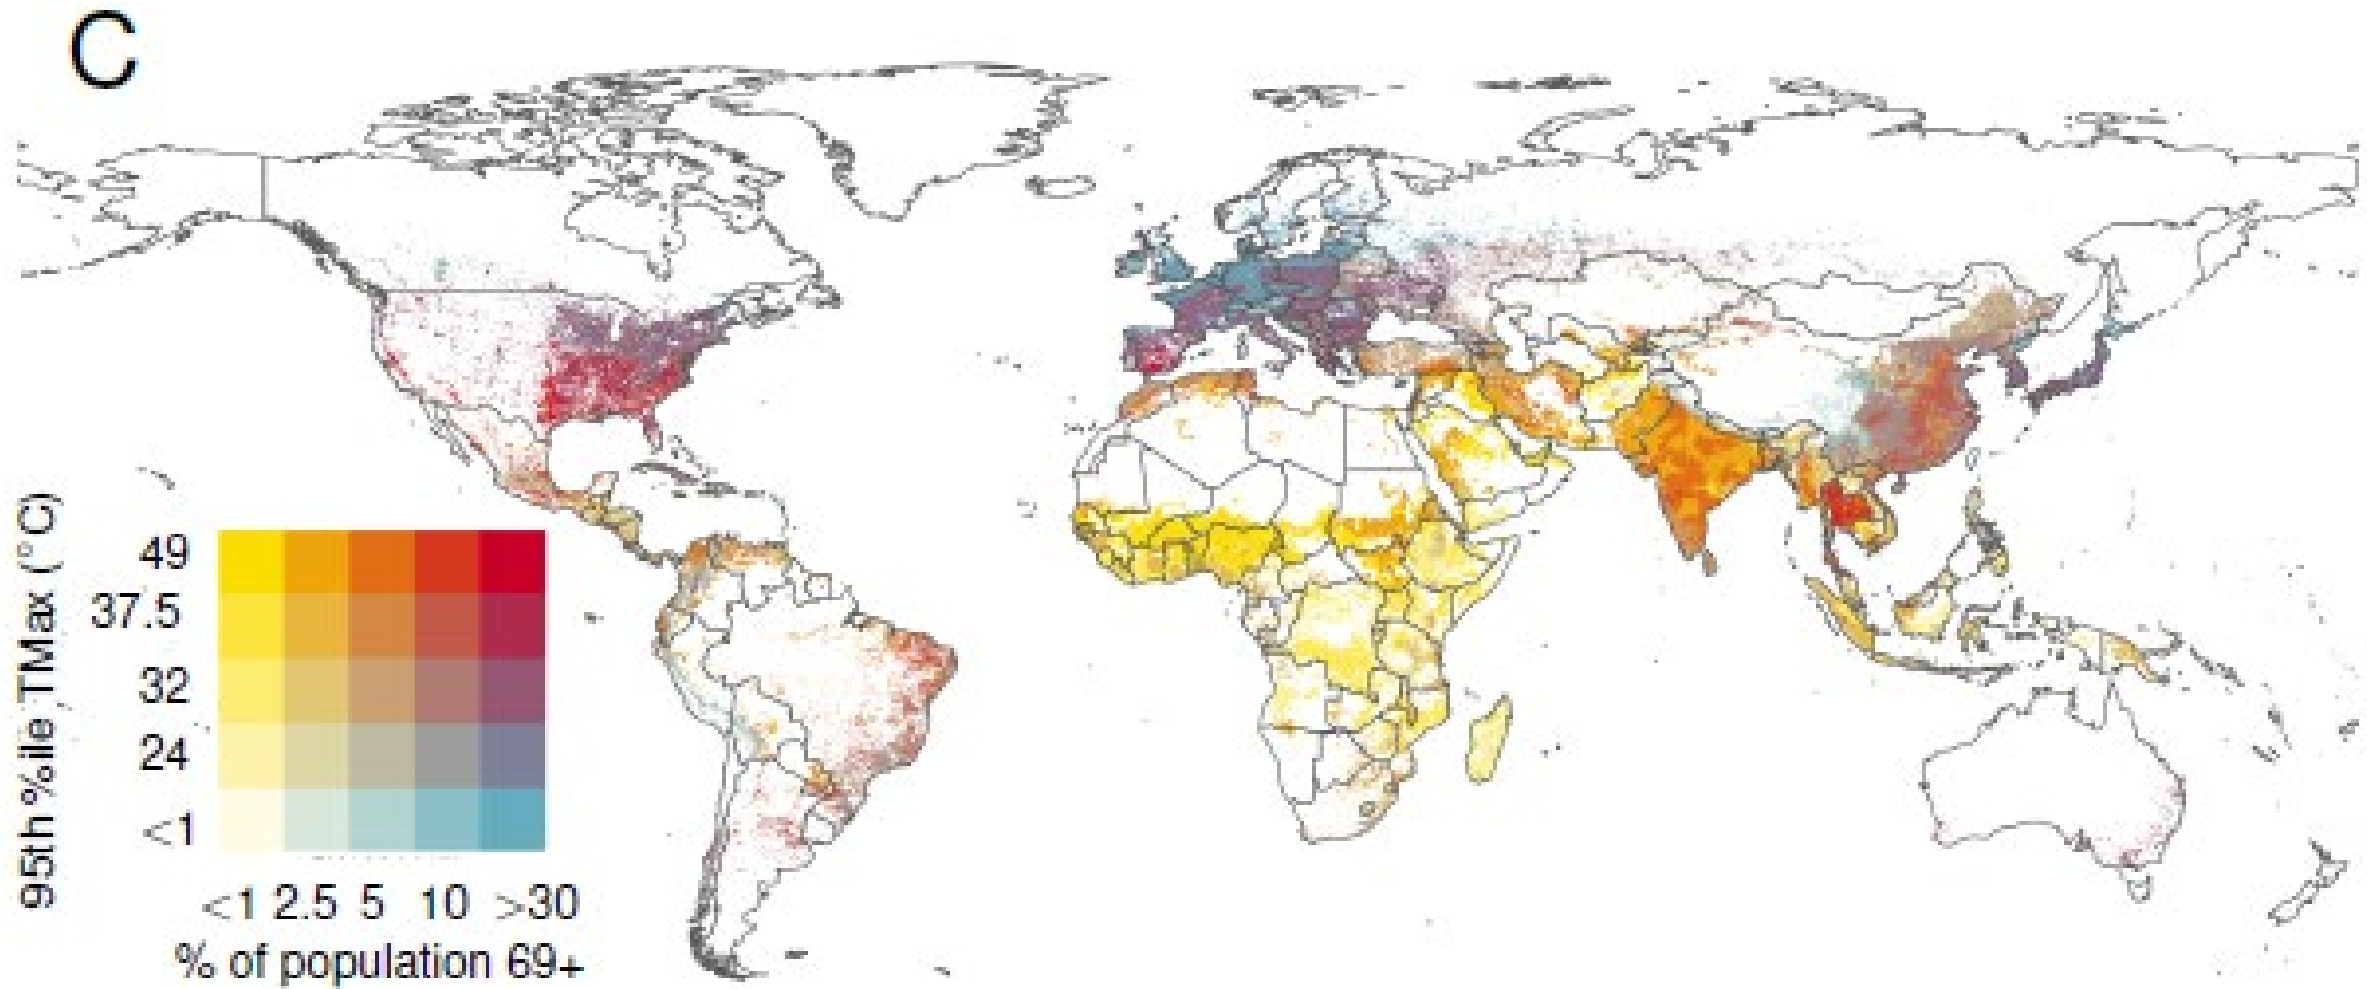 C
95th %ile TMax (°C)
49
37.5
32
24
<1
<1 2.5 5 10 >30
% of population 69+